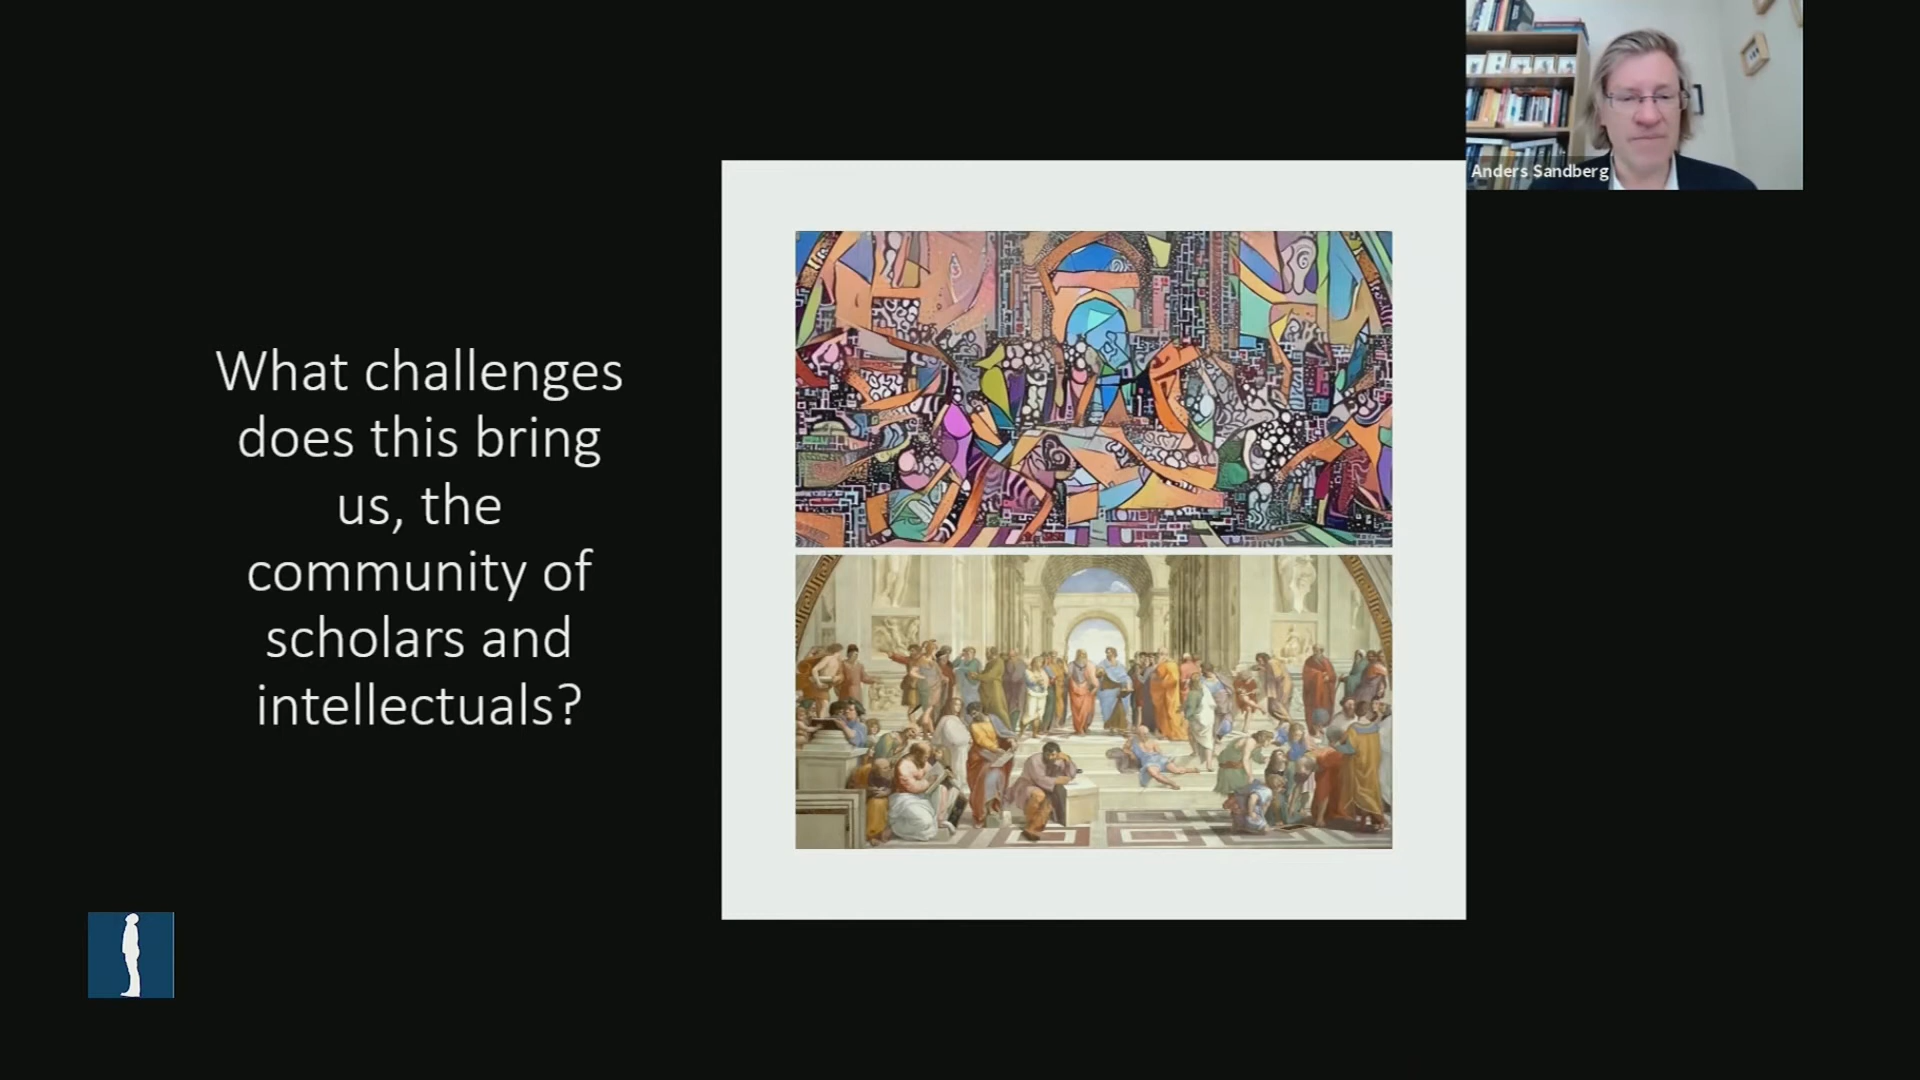 What challenges
does this bring
us, the
community of
scholars and
intellectuals?
Anders Sandberg